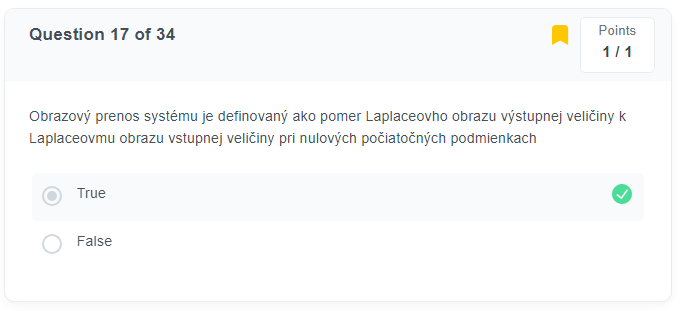 Question 17 of 34
Points
1 / 1
Obrazový prenos systému je definovaný ako pomer Laplaceovho obrazu výstupnej veličiny k
Laplaceovmu obrazu vstupnej veličiny pri nulových počiatočných podmienkach
True
False